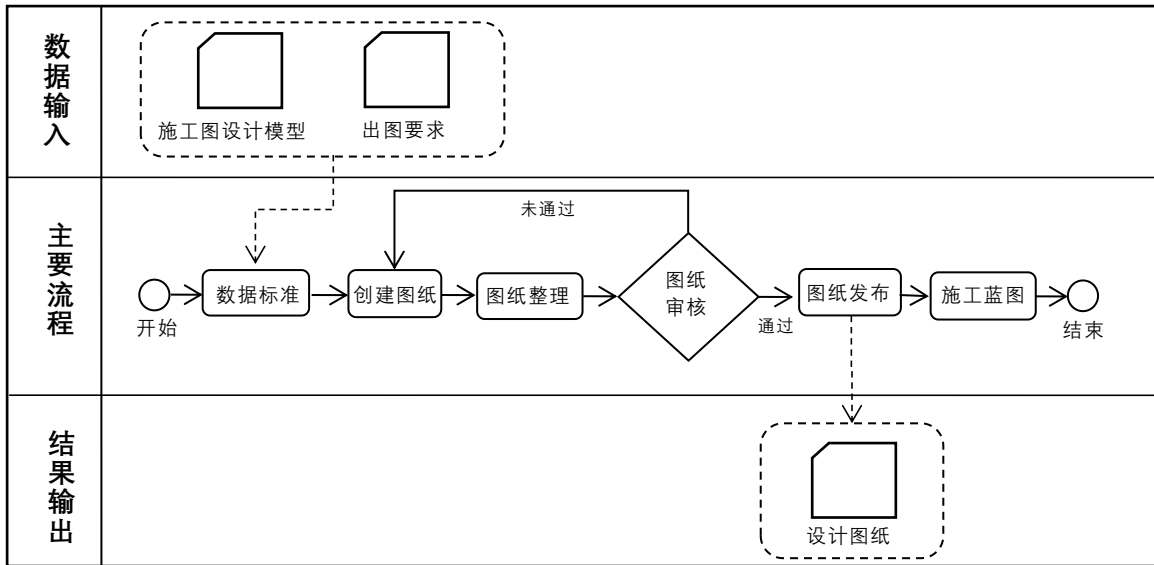 数据输入
施工图设计模型
出图要求
主要流程
未通过
开始
数据标准
创建图纸
图纸整理
图纸
审核
通过
图纸发布
施工蓝图
结束
结果输出
设计图纸